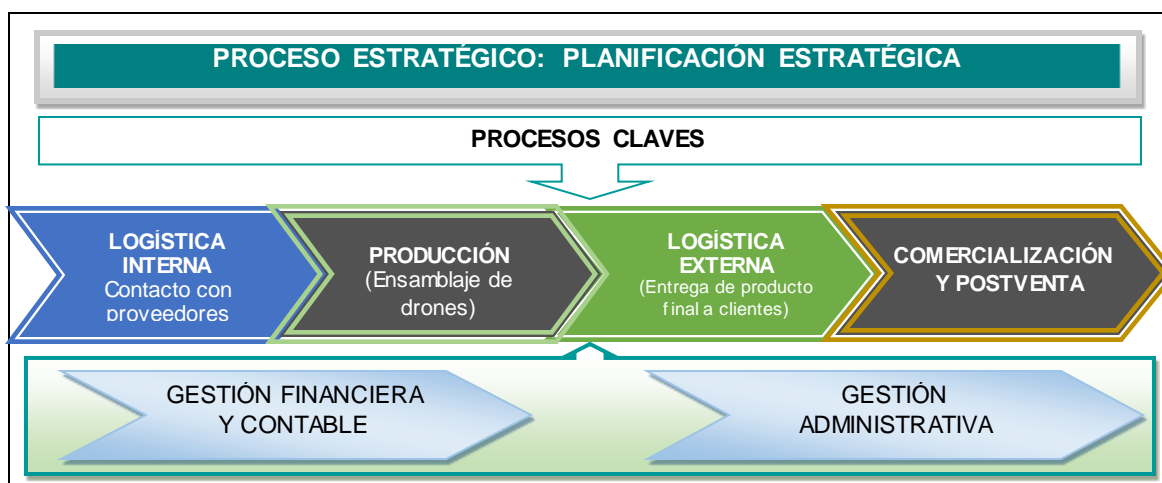 PROCESO ESTRATÉGICO: PLANIFICACIÓN ESTRATÉGICA
PROCESOS CLAVES
LOGÍSTICA
INTERNA
Contacto con
proveedores
PRODUCCIÓN
(Ensamblaje de
drones)
LOGÍSTICA
EXTERNA
(Entrega de producto
final a clientes)
COMERCIALIZACIÓN
Y POSTVENTA
GESTIÓN FINANCIERA
Y CONTABLE
GESTIÓN
ADMINISTRATIVA